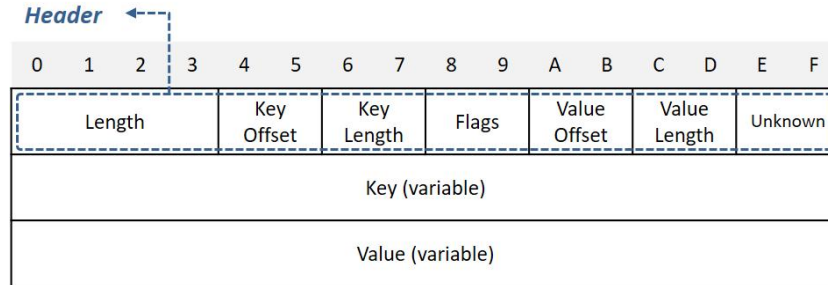 Header
0 1 2 3 4 5 6 7 8 9 A B C D E F
Length Key Offset Key Length Flags Value Offset Value Length Unknown
Key (variable)
Value (variable)